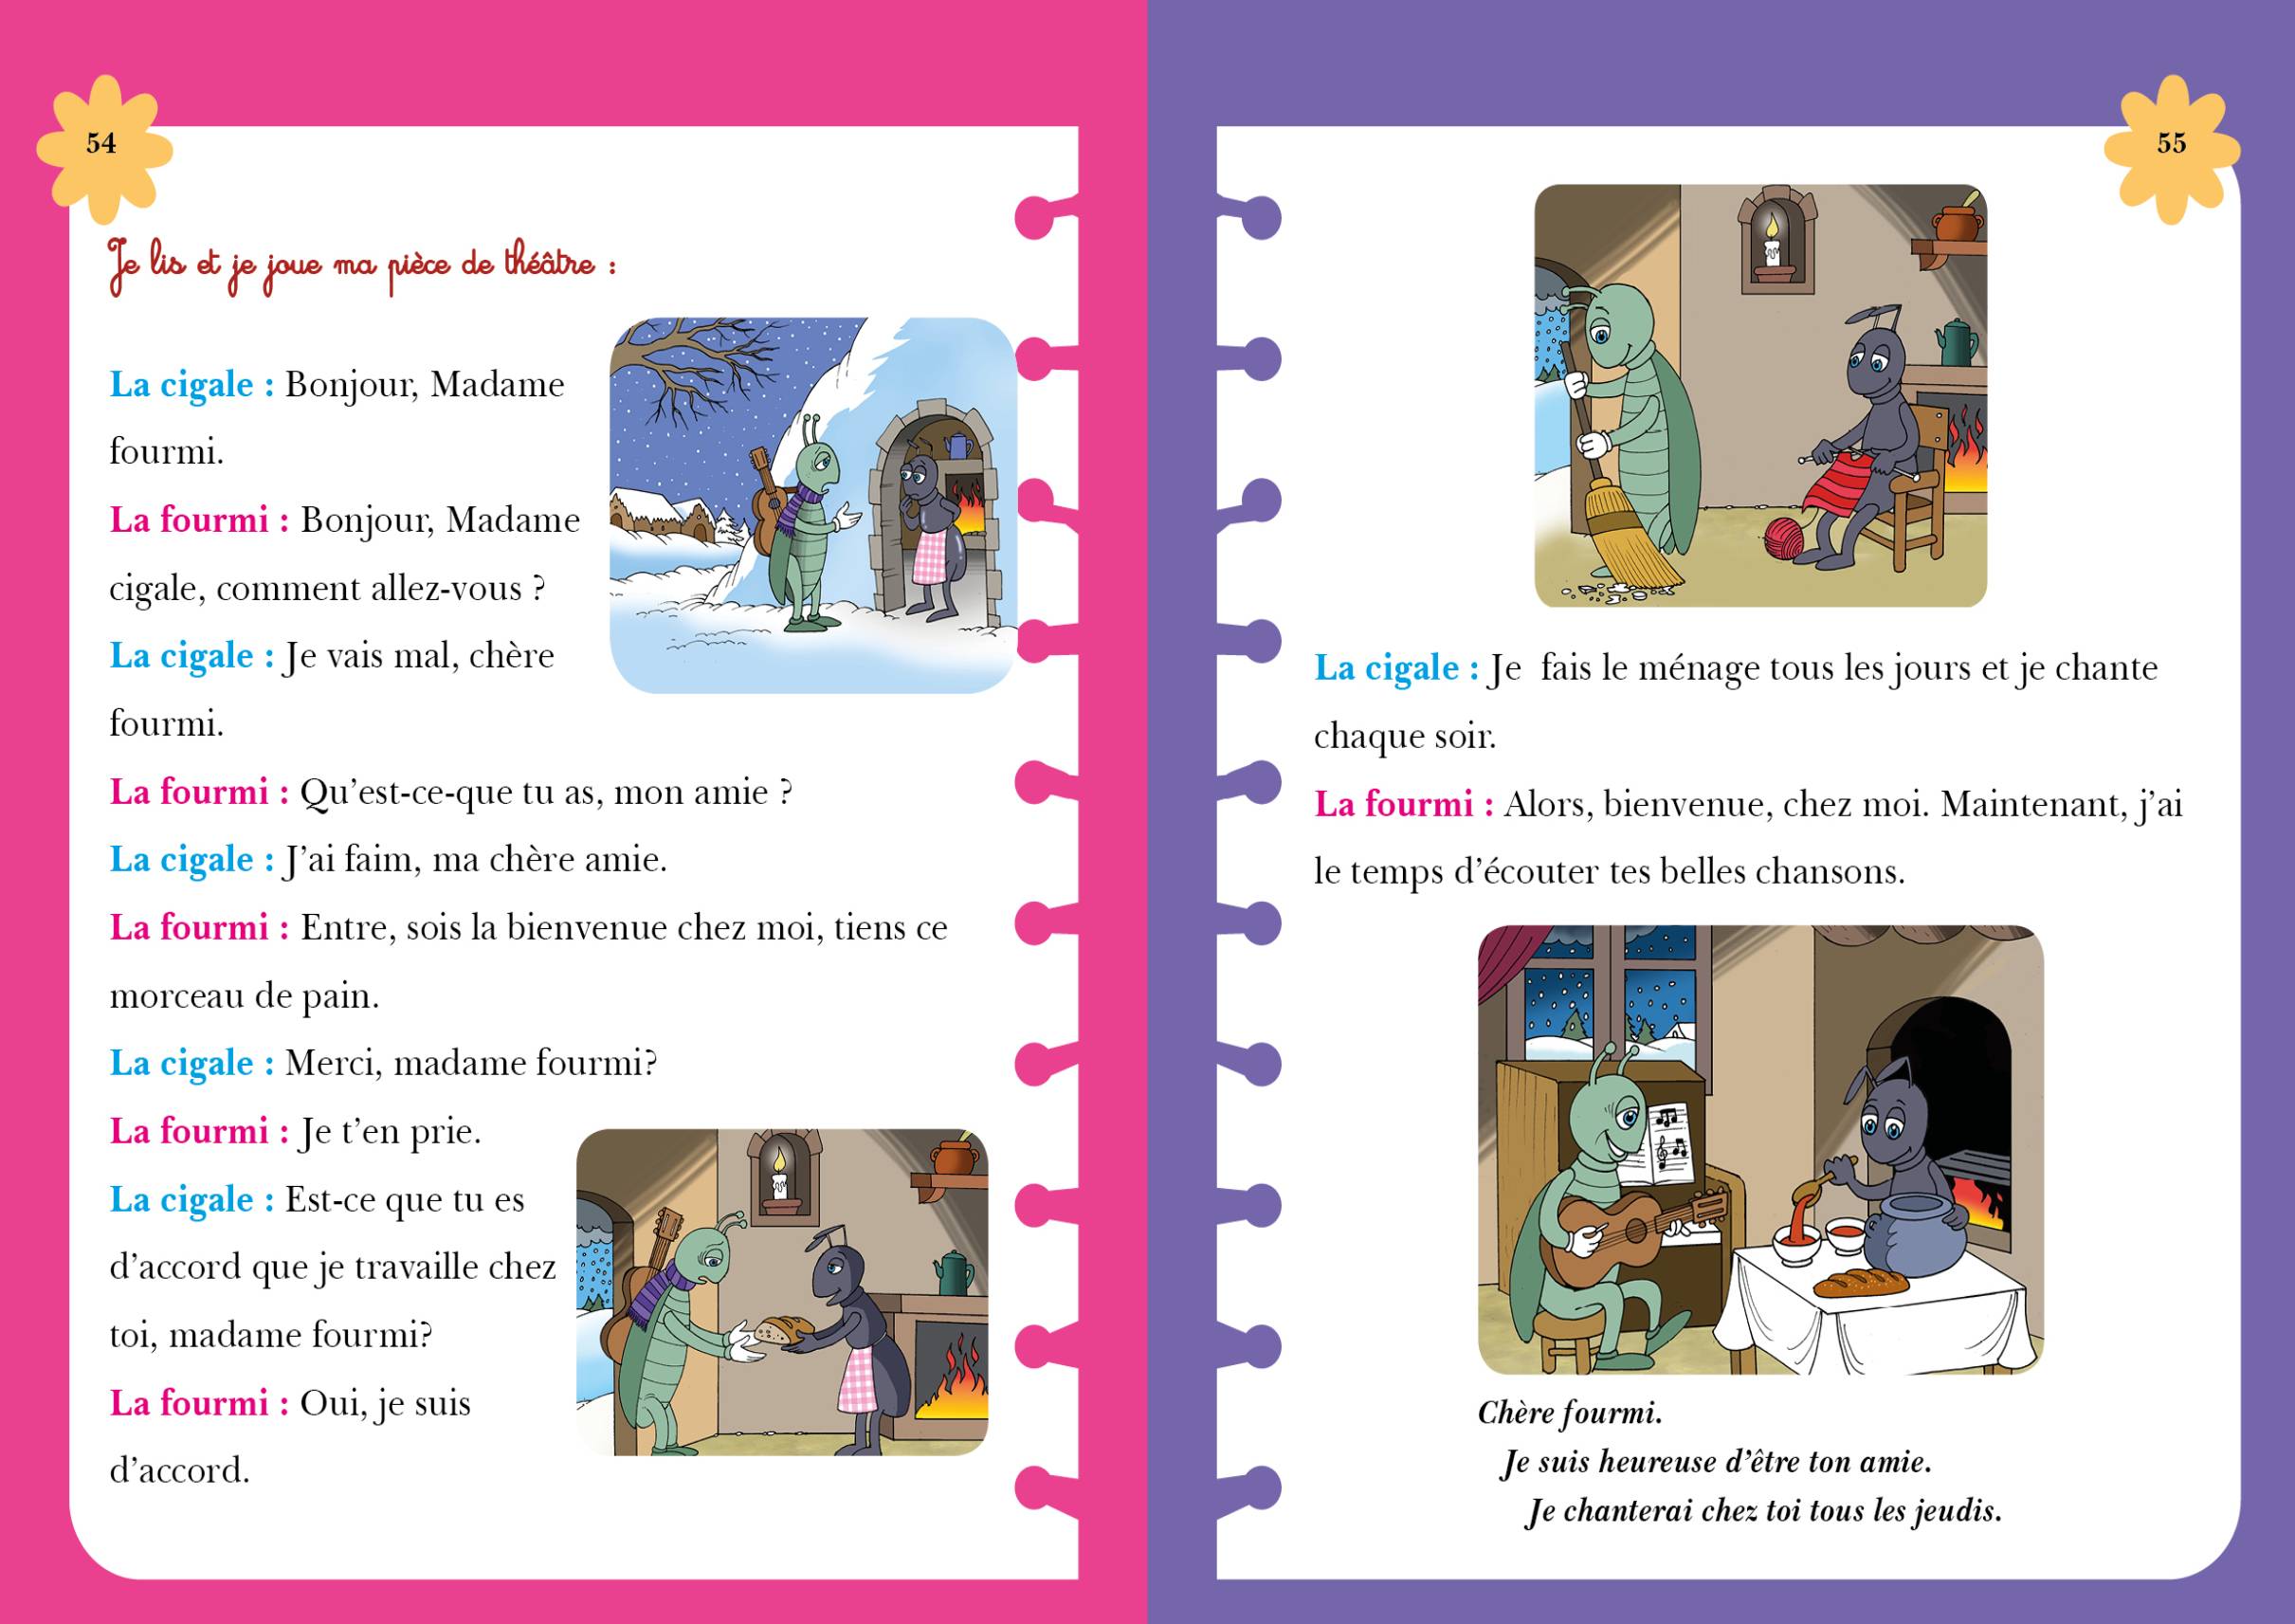 54
Je lis et je joue ma pièce de théâtre :
La cigale : Bonjour, Madame
fourmi.
La fourmi : Bonjour, Madame
cigale, comment allez-vous ?
La cigale : Je vais mal, chère
fourmi.
La fourmi : Qu’est-ce-que tu as, mon amie ?
La cigale : J’ai faim, ma chère amie.
La fourmi : Entre, sois la bienvenue chez moi, tiens ce
morceau de pain.
La cigale : Merci, madame fourmi?
La fourmi : Je t’en prie.
La cigale : Est-ce que tu es
d’accord que je travaille chez
toi, madame fourmi?
La fourmi : Oui, je suis
d’accord.
55
La cigale : Je  fais le ménage tous les jours et je chante
chaque soir.
La fourmi : Alors, bienvenue, chez moi. Maintenant, j’ai
le temps d’écouter tes belles chansons.
Chère fourmi.
Je suis heureuse d’être ton amie.
Je chanterai chez toi tous les jeudis.